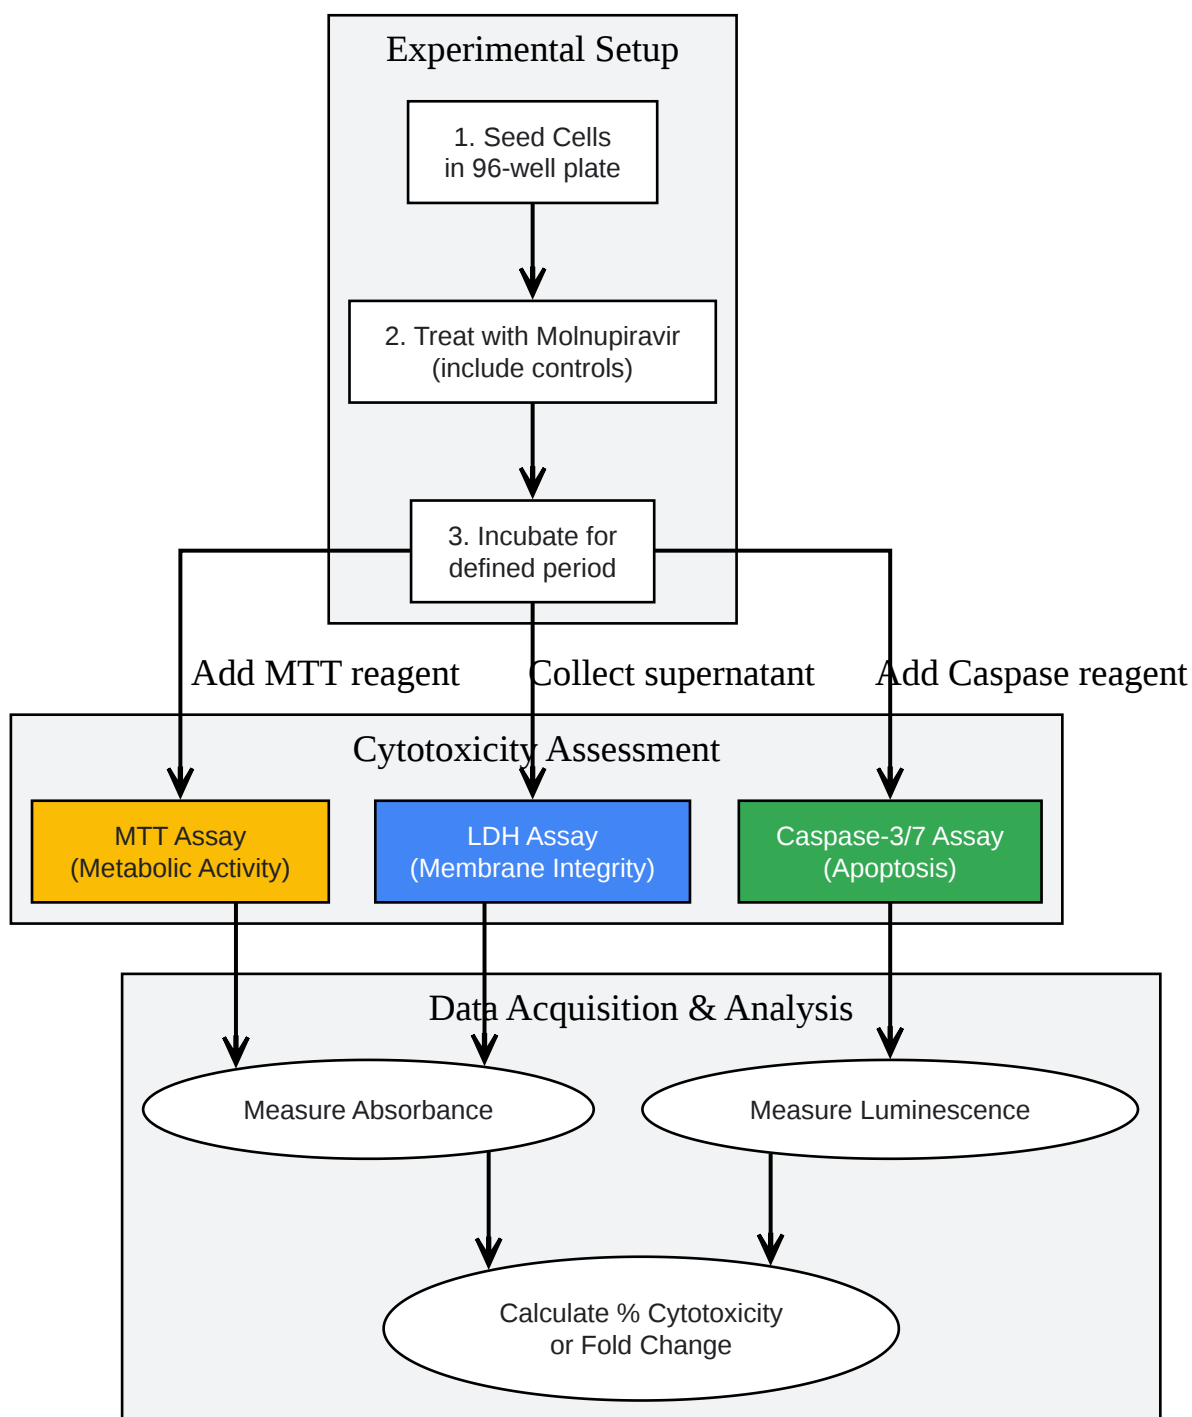 Experimental Setup
1. Seed Cells
in 96-well plate
2. Treat with Molnupiravir
(include controls)
3. Incubate for
defined period
Add MTT reagent
Collect supernatant
Add Caspase reagent
Cytotoxicity Assessment
MTT Assay
(Metabolic Activity)
LDH Assay
(Membrane Integrity)
Caspase-3/7 Assay
(Apoptosis)
Data Acquisition & Analysis
Measure Absorbance
Measure Luminescence
Calculate % Cytotoxicity
or Fold Change